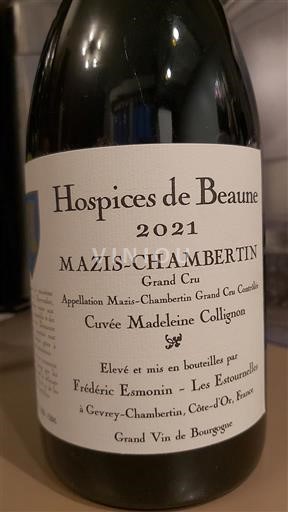 Hospices de Beaune
2021
VINIOU
MAZIS-CHAMBERTIN
Grand Cru
Appellation Mazis-Chambertin Grand Cru Contrôlée
Cuvée Madeleine Collignon
Elevé et mis en bouteilles par
Frédéric Esmonin - Les Estournelles
à Gevrey-Chambertin, Côte-d'Or, France
Grand Vin de Bourgogne